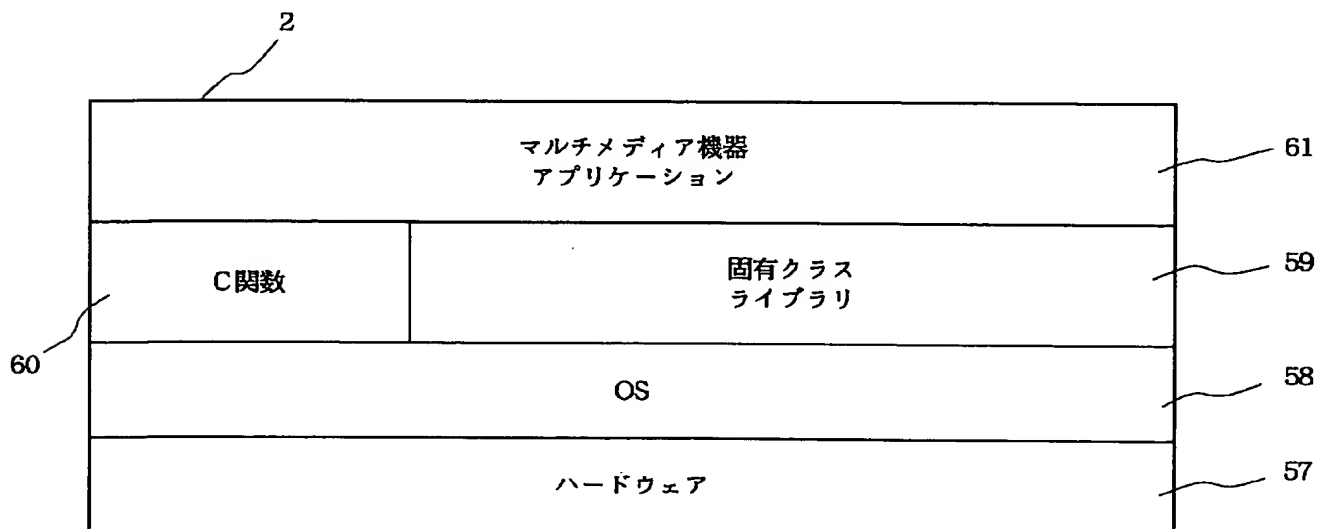 2
マルチメディア機器
アプリケーション
61
C関数
固有クラス
ライブラリ
59
60
OS
58
ハードウェア
57